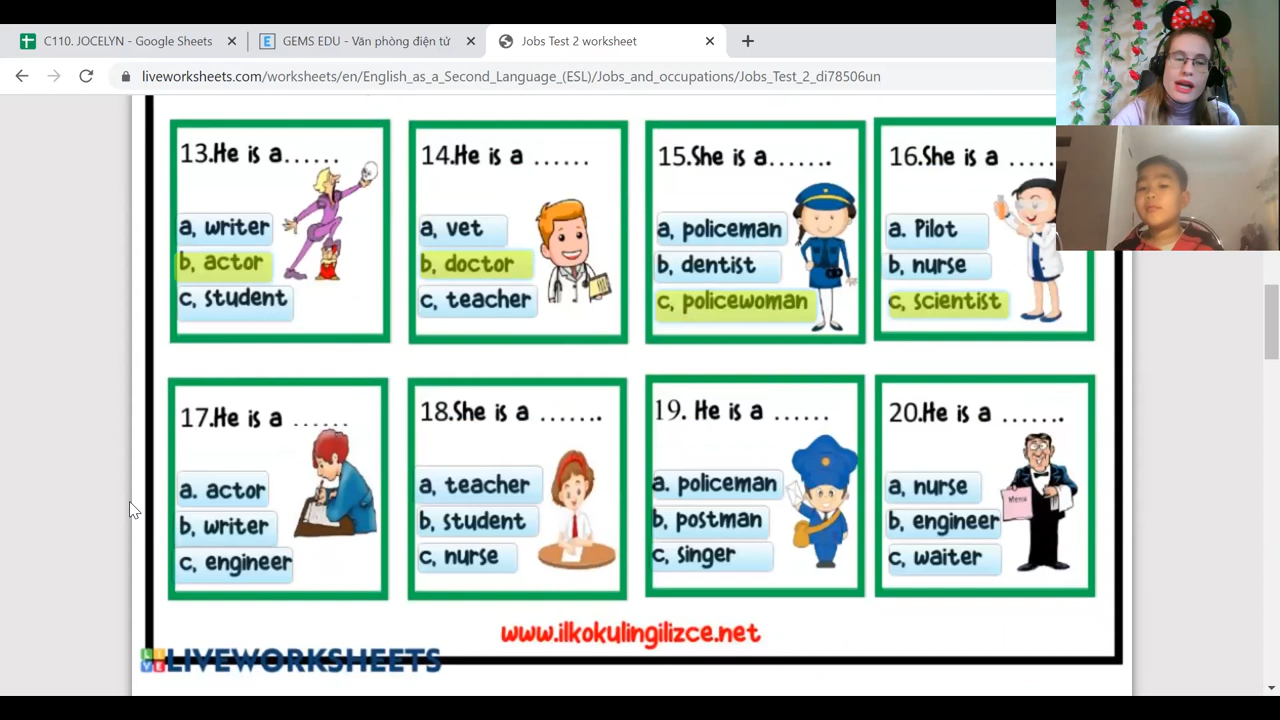 C110. JOCELYN - Google Sheets
GEMS EDU - Văn phòng điện tử
Jobs Test 2 worksheet
liveworksheets.com/worksheets/en/English_as_a_Second_Language_(ESL)/Jobs_and_occupations/Jobs_Test_2_di78506un
13.He is a......
a, writer
b, actor
c, student
14.He is a ......
a, vet
b, doctor
c, teacher
15.She is a.......
a, policeman
b, dentist
c, policewoman
16.She is a .....
a. Pilot
b, nurse
c, scientist
17.He is a ......
a. actor
b, writer
c, engineer
18.She is a .......
a, teacher
b, student
c, nurse
19. He is a ......
a. policeman
b, postman
c, singer
20.He is a .......
a, nurse
b, engineer
c, waiter
Menu
www.ilkokulingilizce.net
LIVEWORKSHEETS